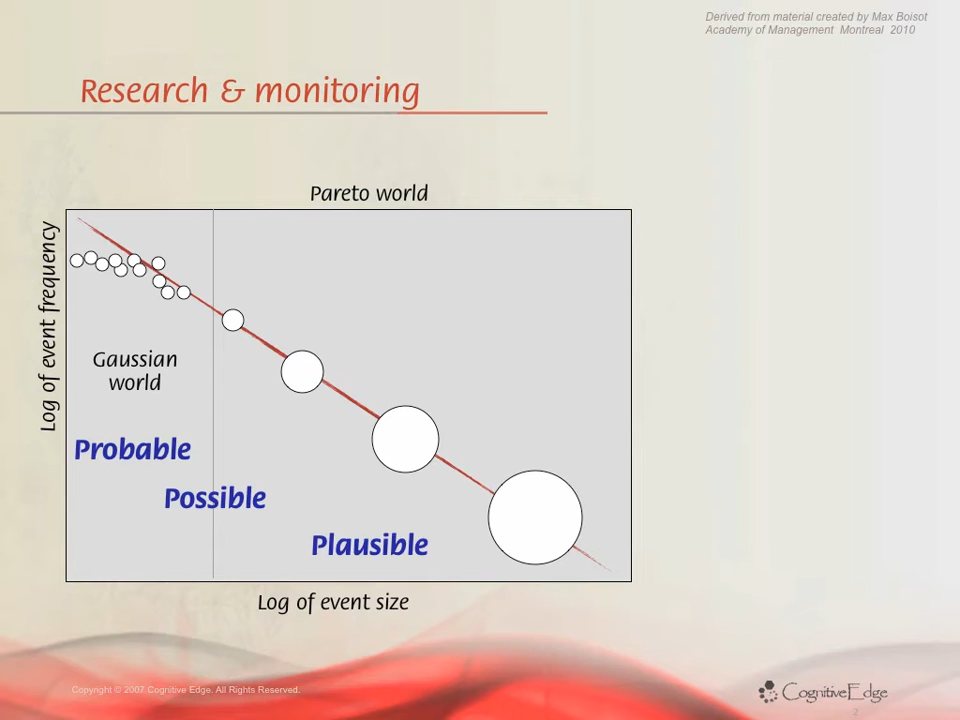 Derived from material created by Max Boisot
Academy of Management Montreal 2010
Research & monitoring
Pareto world
Log of event frequency
Gaussian
world
Probable
Possible
Plausible
Log of event size
Copyright © 2007 Cognitive Edge. All Rights Reserved.
CognitiveEdge
2